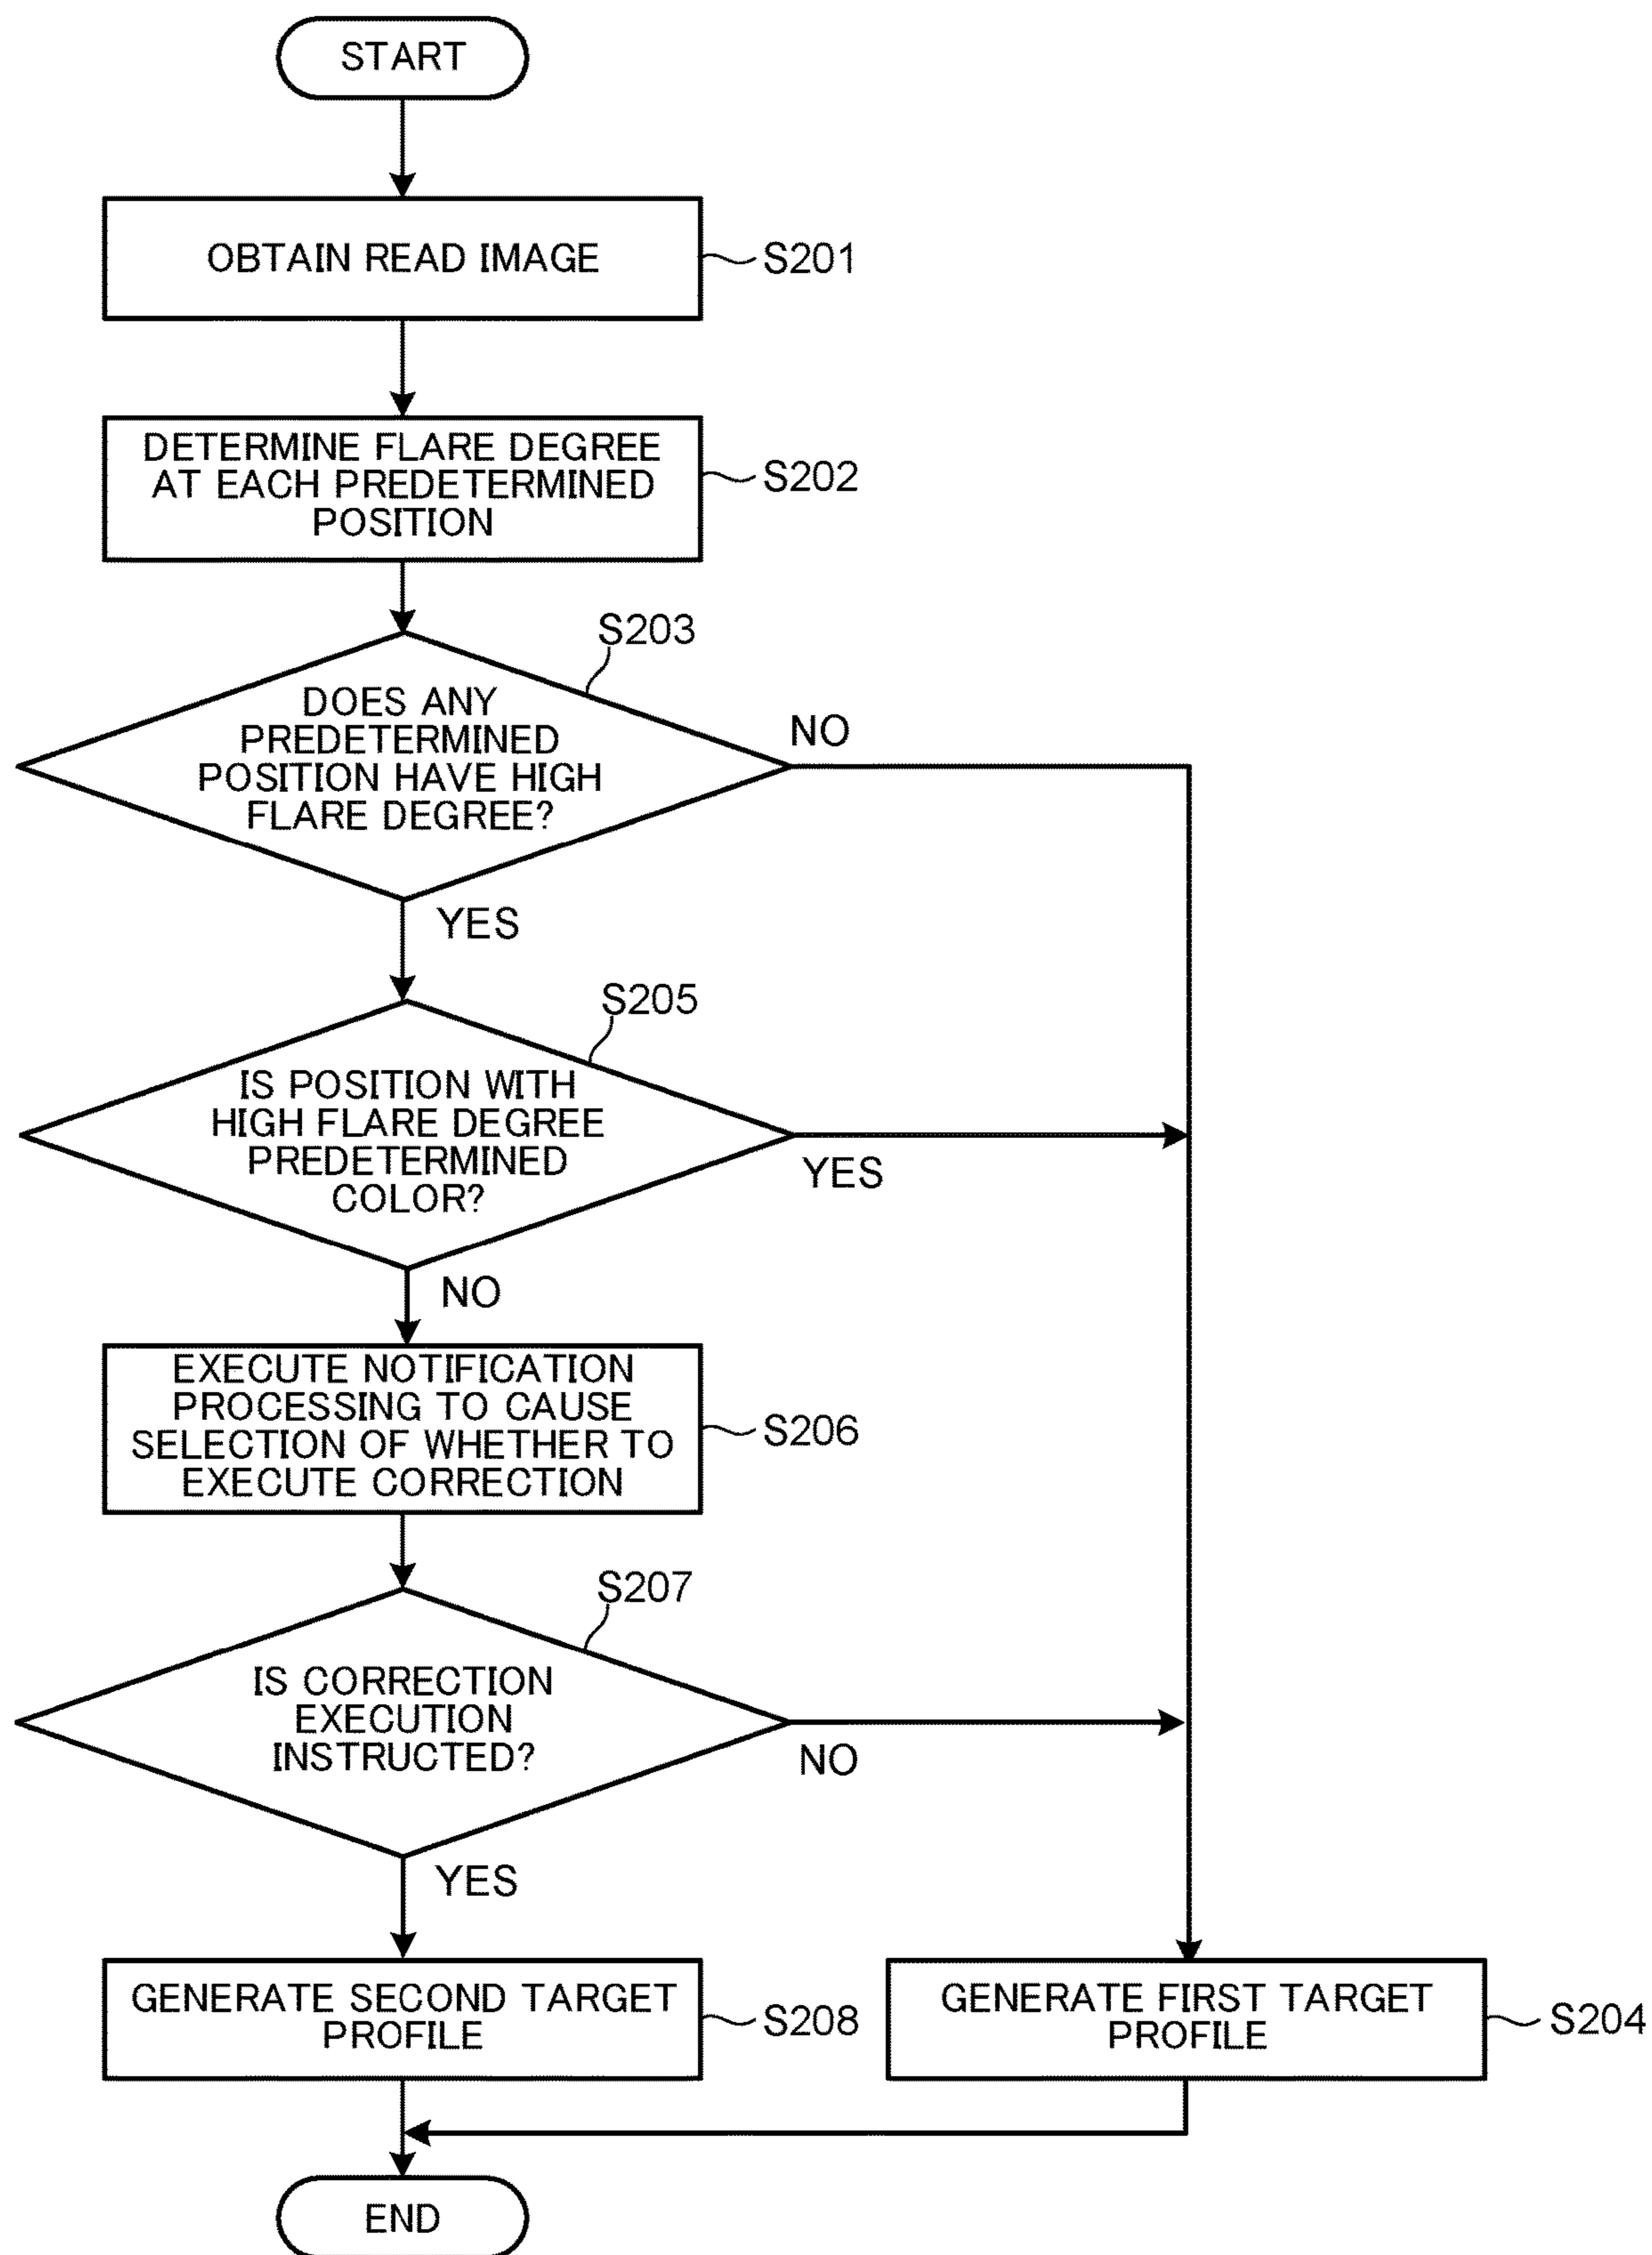 START
OBTAIN READ IMAGE
S201
DETERMINE FLARE DEGREE
AT EACH PREDETERMINED
POSITION
S202
S203
DOES ANY
PREDETERMINED
POSITION HAVE HIGH
FLARE DEGREE?
NO
YES
S205
IS POSITION WITH
HIGH FLARE DEGREE
PREDETERMINED
COLOR?
YES
NO
EXECUTE NOTIFICATION
PROCESSING TO CAUSE
SELECTION OF WHETHER TO
EXECUTE CORRECTION
S206
S207
IS CORRECTION
EXECUTION
INSTRUCTED?
NO
YES
GENERATE SECOND TARGET
PROFILE
S208
GENERATE FIRST TARGET
PROFILE
S204
END